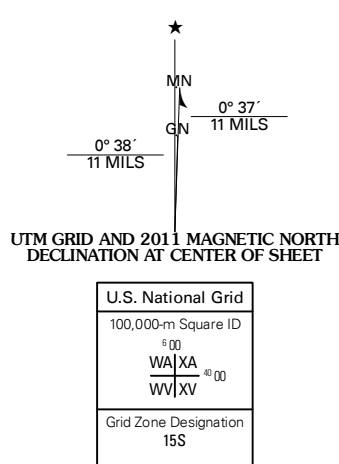 ★
MN
0° 37´
11 MILS
GN
0° 38´
11 MILS
UTM GRID AND 2011 MAGNETIC NORTH
DECLINATION AT CENTER OF SHEET
U.S. National Grid
100,000-m Square ID
6 00
WA XA
40 00
WV XV
Grid Zone Designation
15S